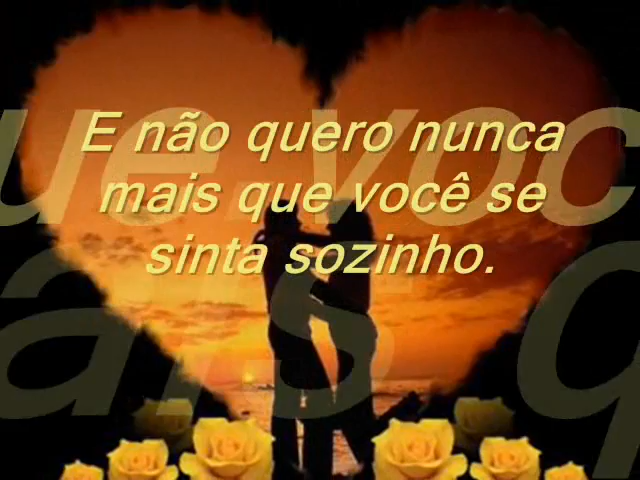 E não quero nunca
mais que você se
sinta sozinho.